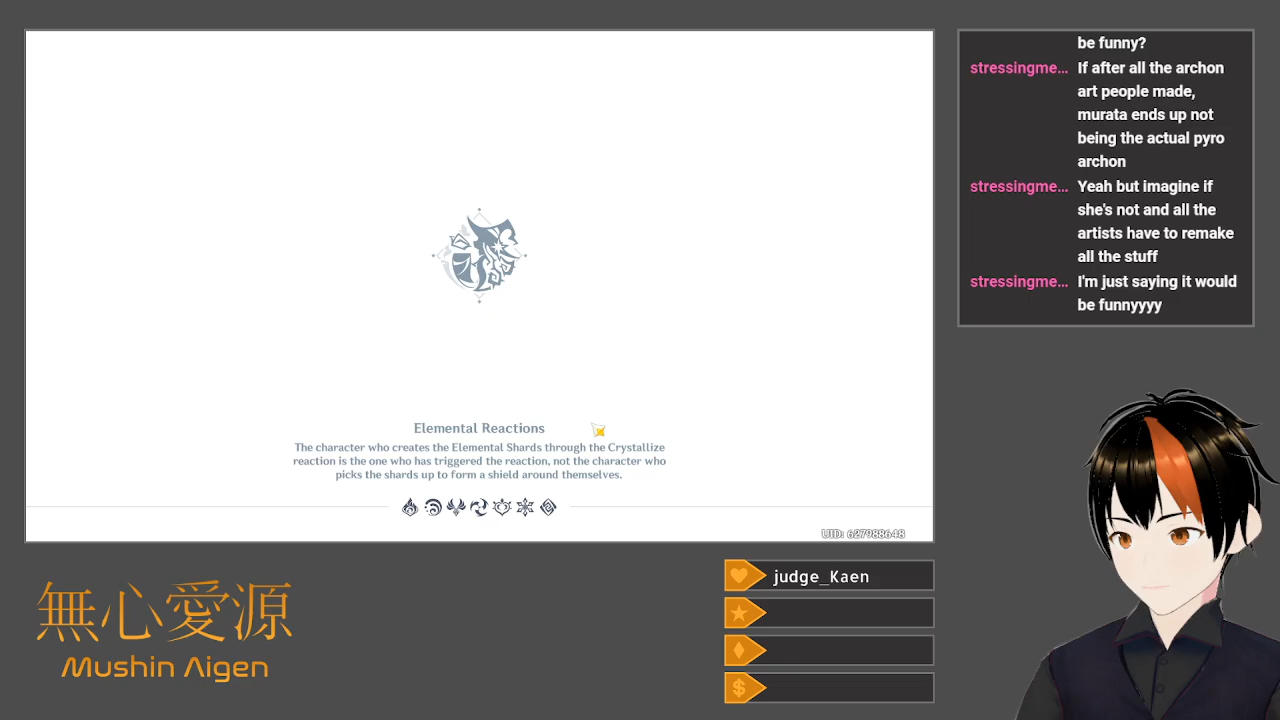 Elemental Reactions
The character who creates the Elemental Shards through the Crystallize
reaction is the one who has triggered the reaction, not the character who
picks the shards up to form a shield around themselves.
UID: 627988648
be funny?
stressingme... If after all the archon
art people made,
murata ends up not
being the actual pyro
archon
stressingme... Yeah but imagine if
she's not and all the
artists have to remake
all the stuff
stressingme... I'm just saying it would
be funnyyyy
無心愛源
Mushin Aigen
judge_Kaen